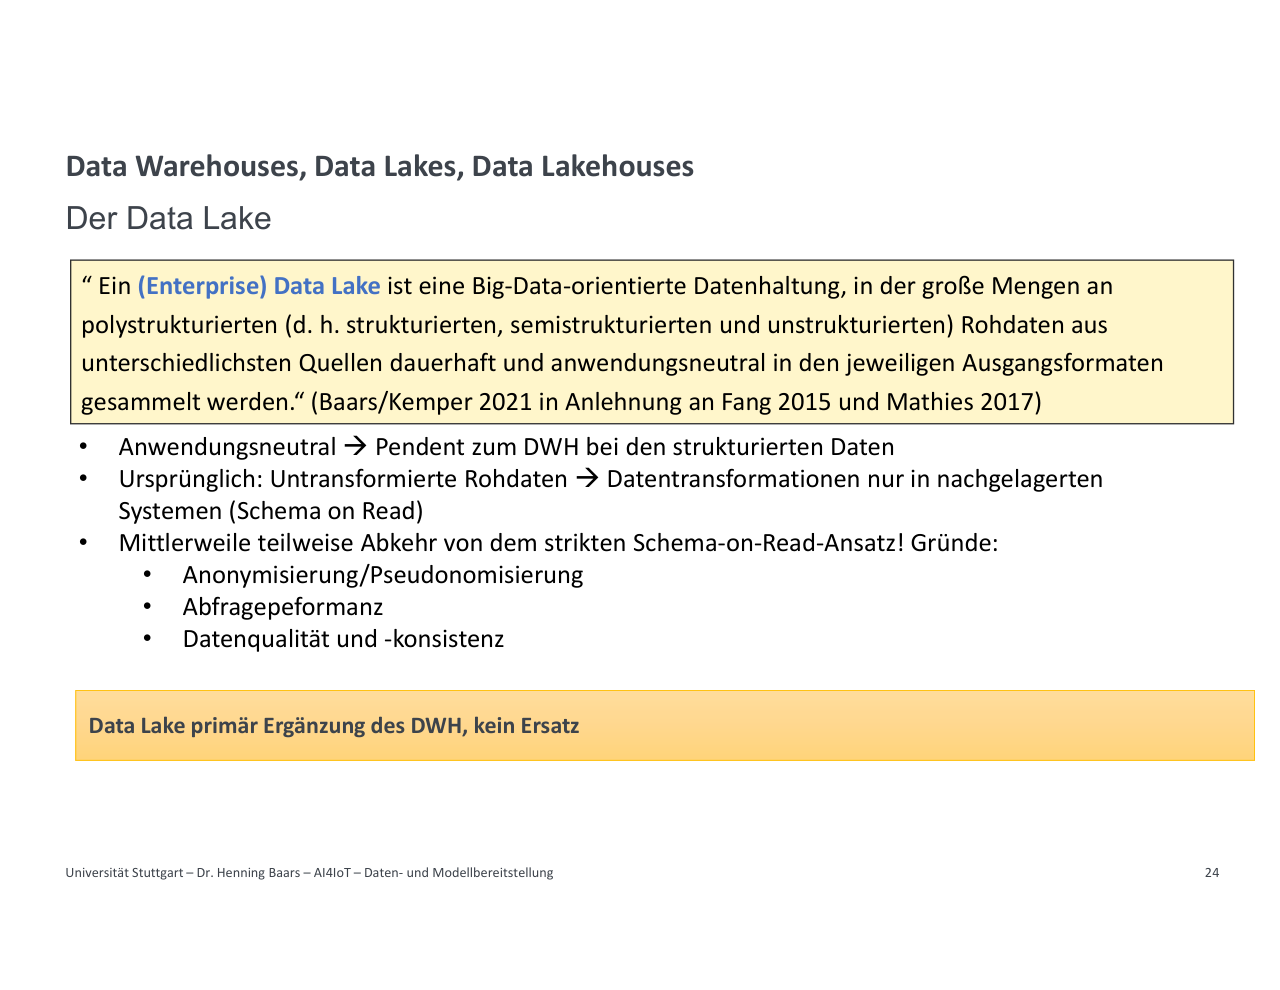 Data Warehouses, Data Lakes, Data Lakehouses
Der Data Lake
“ Ein (Enterprise) Data Lake ist eine Big-Data-orientierte Datenhaltung, in der große Mengen an
polystrukturierten (d. h. strukturierten, semistrukturierten und unstrukturierten) Rohdaten aus
unterschiedlichsten Quellen dauerhaft und anwendungsneutral in den jeweiligen Ausgangsformaten
gesammelt werden.“ (Baars/Kemper 2021 in Anlehnung an Fang 2015 und Mathies 2017)
• Anwendungsneutral → Pendent zum DWH bei den strukturierten Daten
• Ursprünglich: Untransformierte Rohdaten → Datentransformationen nur in nachgelagerten
Systemen (Schema on Read)
• Mittlerweile teilweise Abkehr von dem strikten Schema-on-Read-Ansatz! Gründe:
• Anonymisierung/Pseudonomisierung
• Abfragepeformanz
• Datenqualität und -konsistenz
Data Lake primär Ergänzung des DWH, kein Ersatz
Universität Stuttgart – Dr. Henning Baars – AI4IoT – Daten- und Modellbereitstellung
24